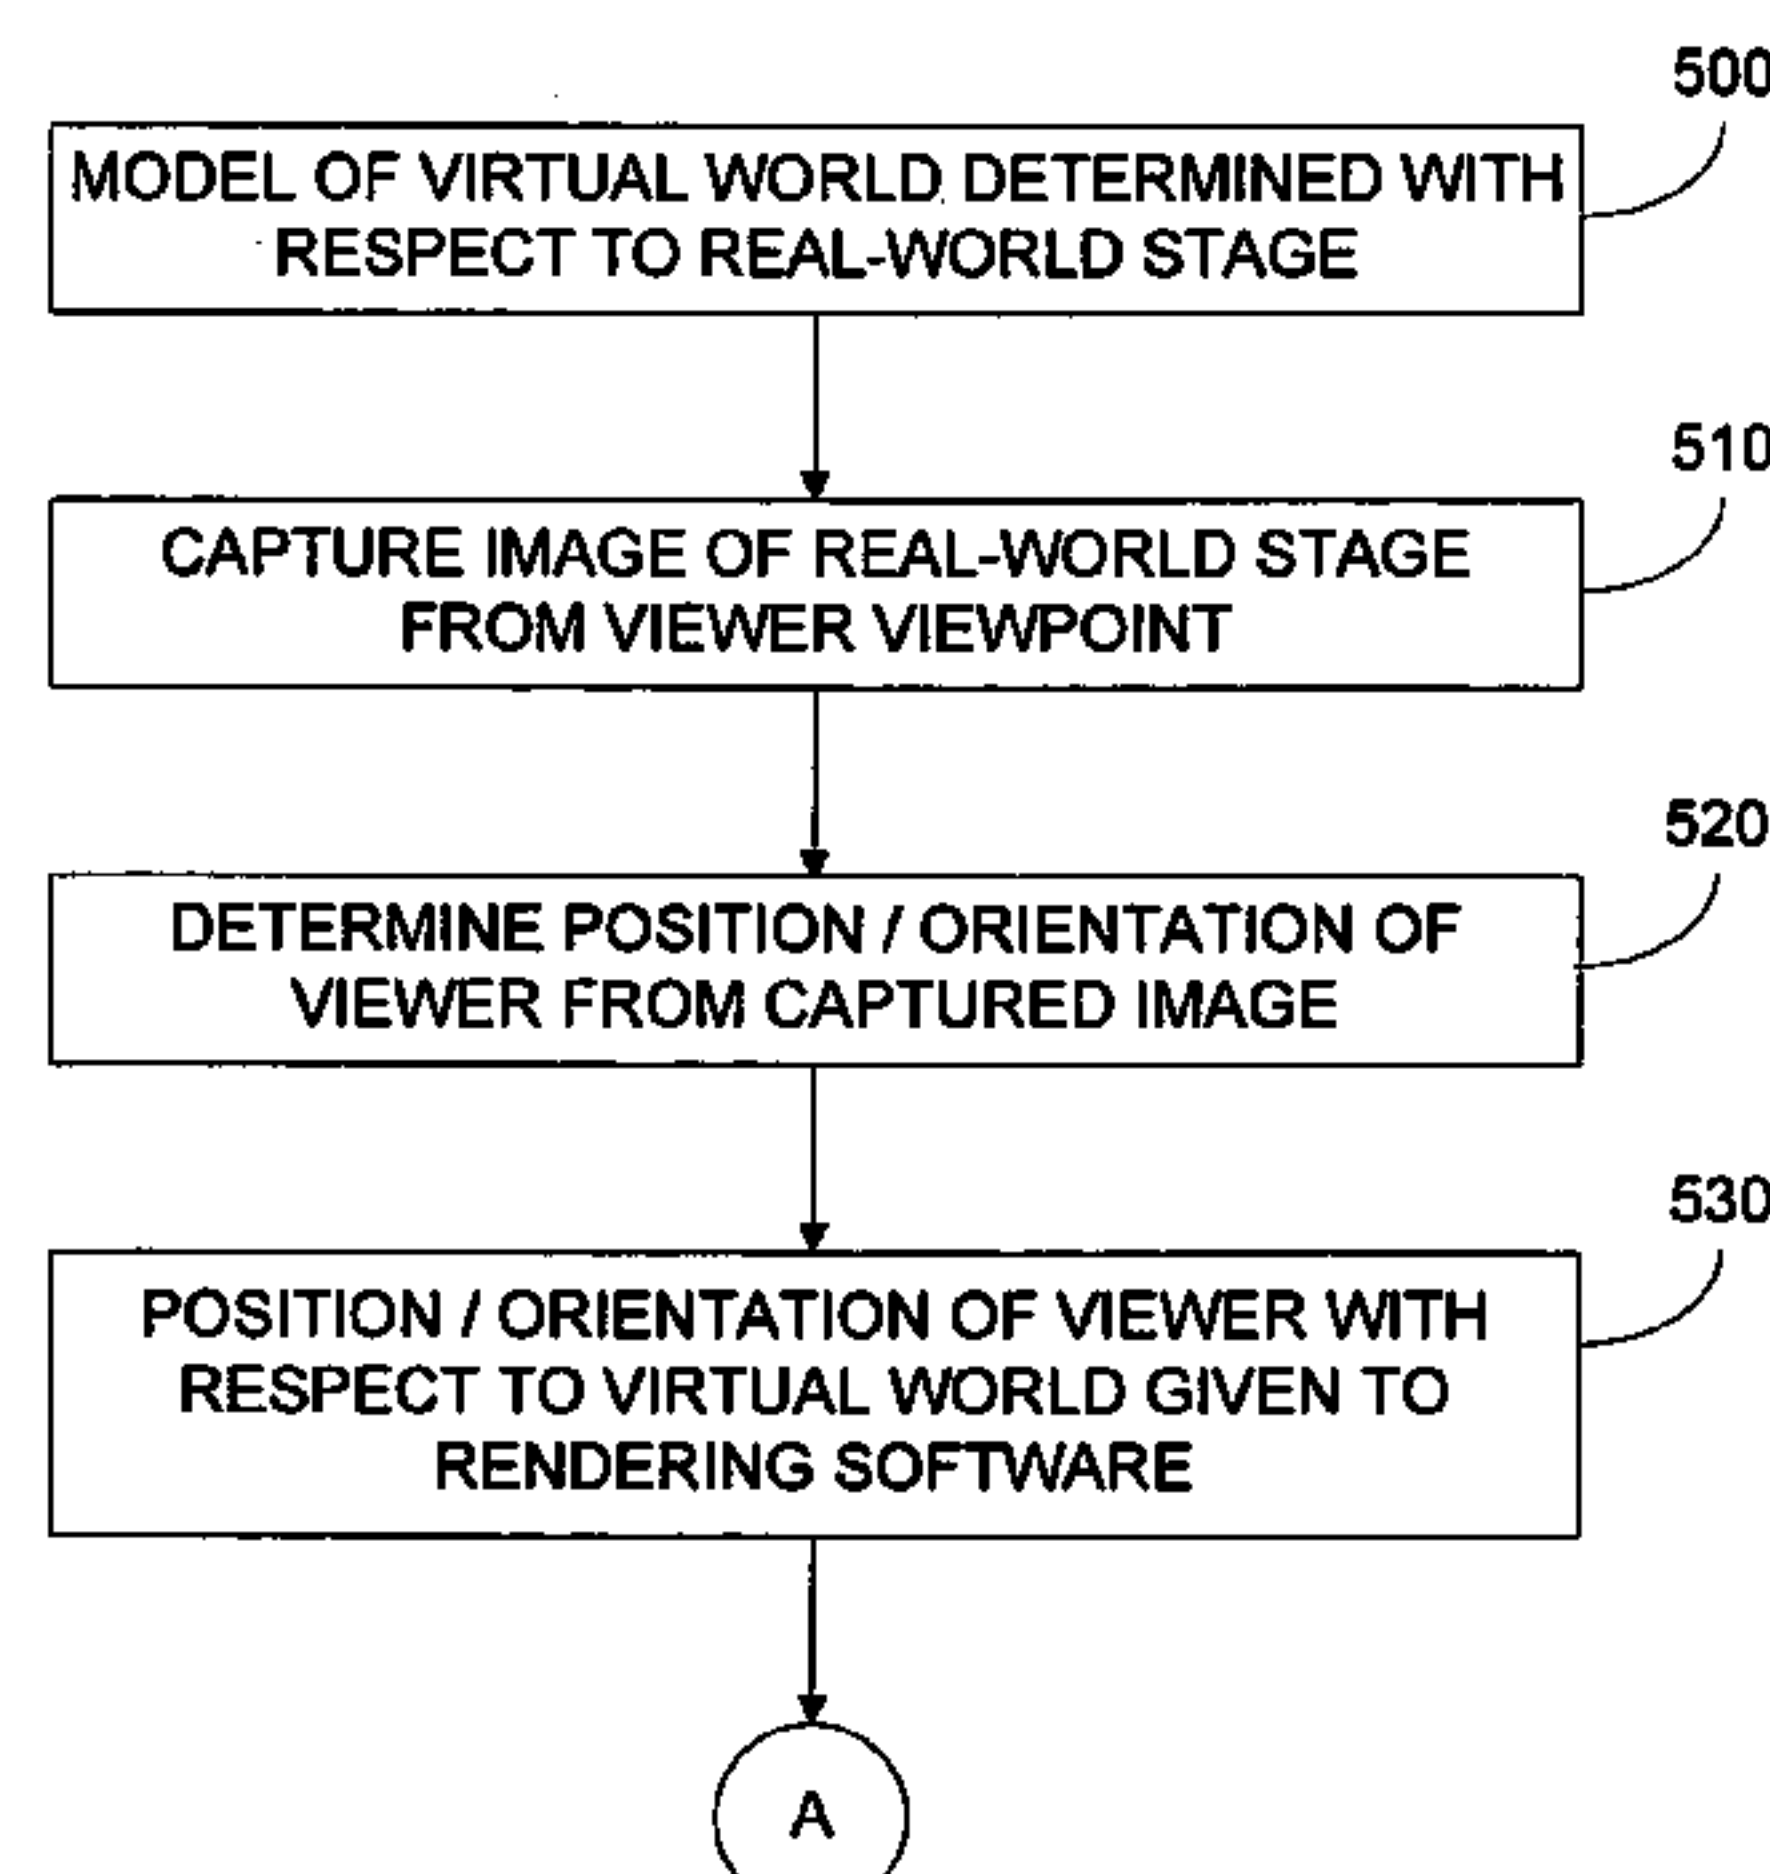 500
MODEL OF VIRTUAL WORLD DETERMINED WITH
RESPECT TO REAL-WORLD STAGE
510
CAPTURE IMAGE OF REAL-WORLD STAGE
FROM VIEWER VIEWPOINT
520
DETERMINE POSITION / ORIENTATION OF
VIEWER FROM CAPTURED IMAGE
530
POSITION / ORIENTATION OF VIEWER WITH
RESPECT TO VIRTUAL WORLD GIVEN TO
RENDERING SOFTWARE
A